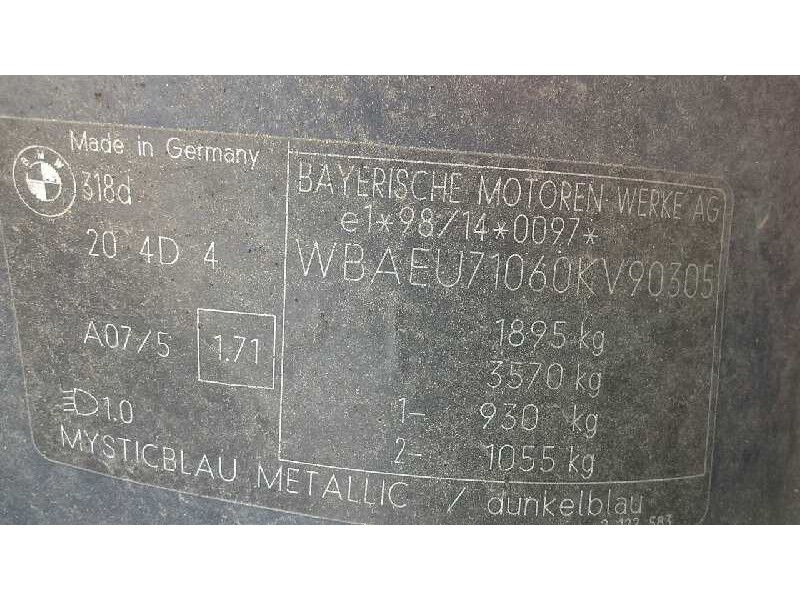 Made in Germany
BMW
318d
20 4D 4
A07/5 1.71
1.0
MYSTICBLAU METALLIC / dunkelblau
BAYERISCHE MOTOREN WERKE AG
e1*98/14*0097*
WBAEU71060KV90305
1895 kg
3570 kg
1- 930 kg
2- 1055 kg